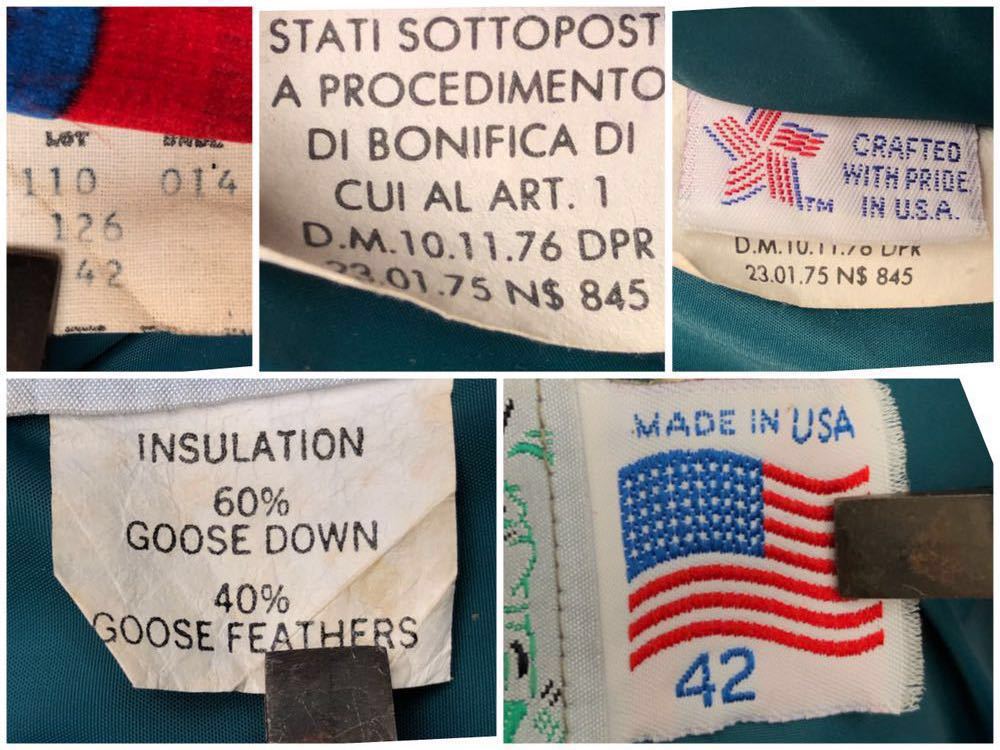 LOT
110 014
126
42
STATI SOTTOPOST
A PROCEDIMENTO
DI BONIFICA DI
CUI AL ART. 1
D.M.10.11.76 DPR
23.01.75 N$ 845
CRAFTED
WITH PRIDE
IN U.S.A.
TM
D.M.10.11.76 DPR
23.01.75 N$ 845
INSULATION
60%
GOOSE DOWN
40%
GOOSE FEATHERS
MADE IN USA
42